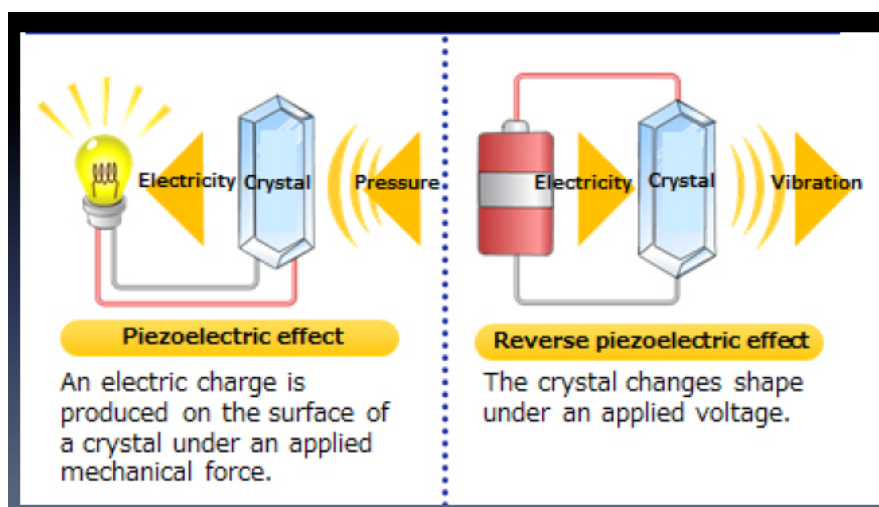 Electricity Crystal Pressure
Piezoelectric effect
An electric charge is
produced on the surface of
a crystal under an applied
mechanical force.
Electricity Crystal Vibration
Reverse piezoelectric effect
The crystal changes shape
under an applied voltage.